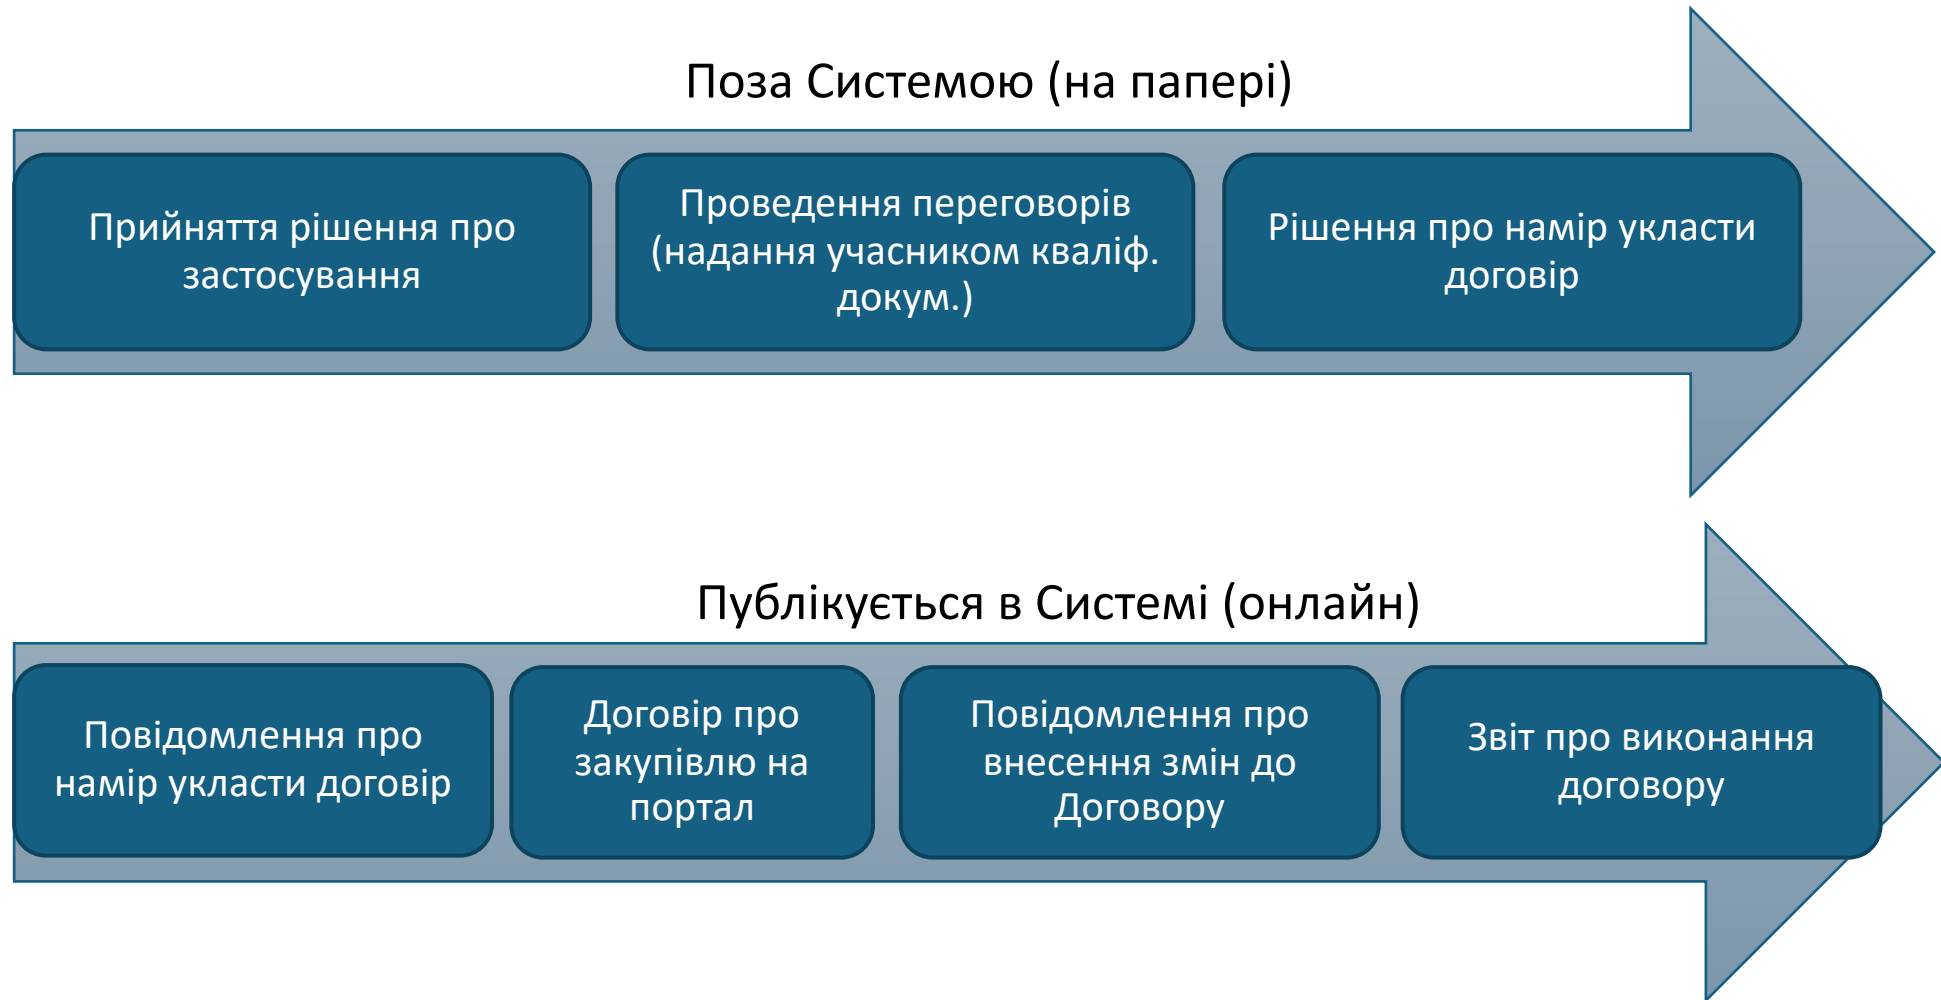 Поза Системою (на папері)
Прийняття рішення про
застосування
Проведення переговорів
(надання учасником кваліф.
докум.)
Рішення про намір укласти
договір
Публікується в Системі (онлайн)
Повідомлення про
намір укласти договір
Договір про
закупівлю на
портал
Повідомлення про
внесення змін до
Договору
Звіт про виконання
договору